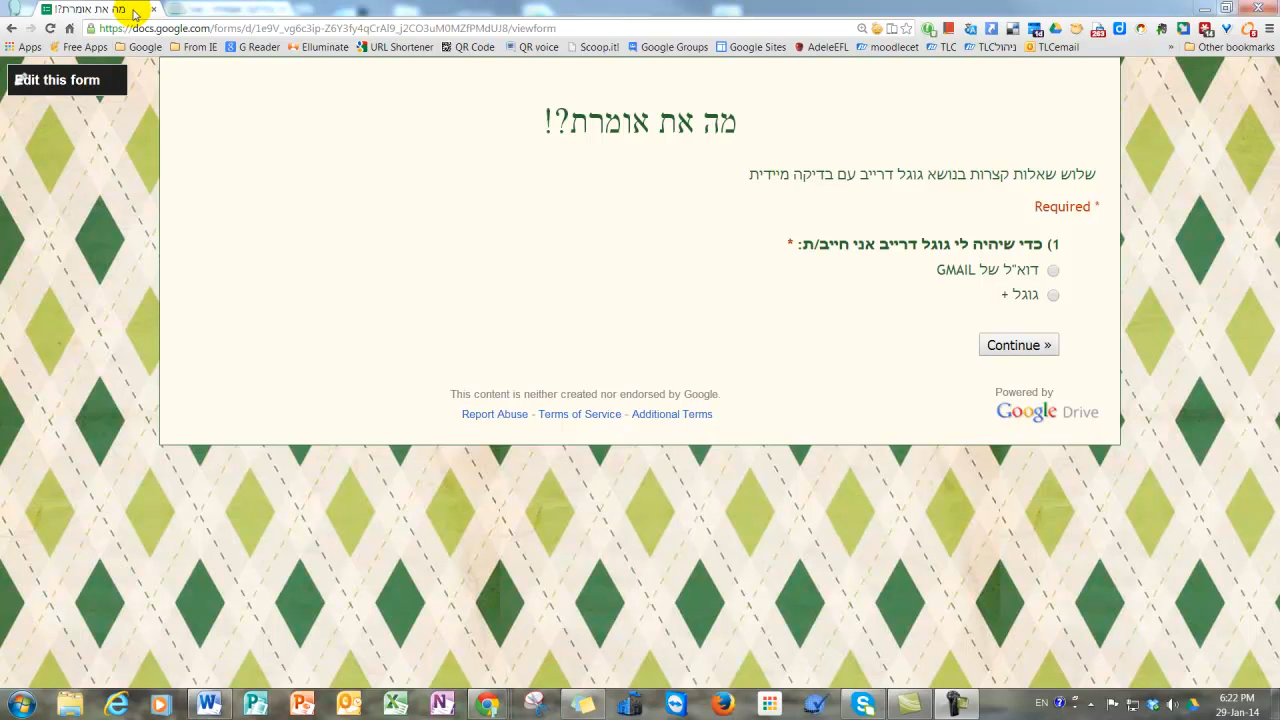 מה את אומרת?!
https://docs.google.com/forms/d/1e9V_vg6c3ip-Z6Y3fy4qCrAl9_j2CO3uM0MZfPMdUJ8/viewform
Apps Free Apps Google From IE G Reader Elluminate URL Shortener QR Code QR voice Scoop.it! Google Groups Google Sites AdeleEFL moodlecet TLC ניהולTLC TLCemail » Other bookmarks
Edit this form
מה את אומרת?!
שלוש שאלות קצרות בנושא גוגל דרייב עם בדיקה מיידית
Required *
1) כדי שיהיה לי גוגל דרייב אני חייב/ת: *
דוא"ל של GMAIL
גוגל +
Continue »
This content is neither created nor endorsed by Google.
Report Abuse - Terms of Service - Additional Terms
Powered by
Google Drive
EN
6:22 PM
29-Jan-14